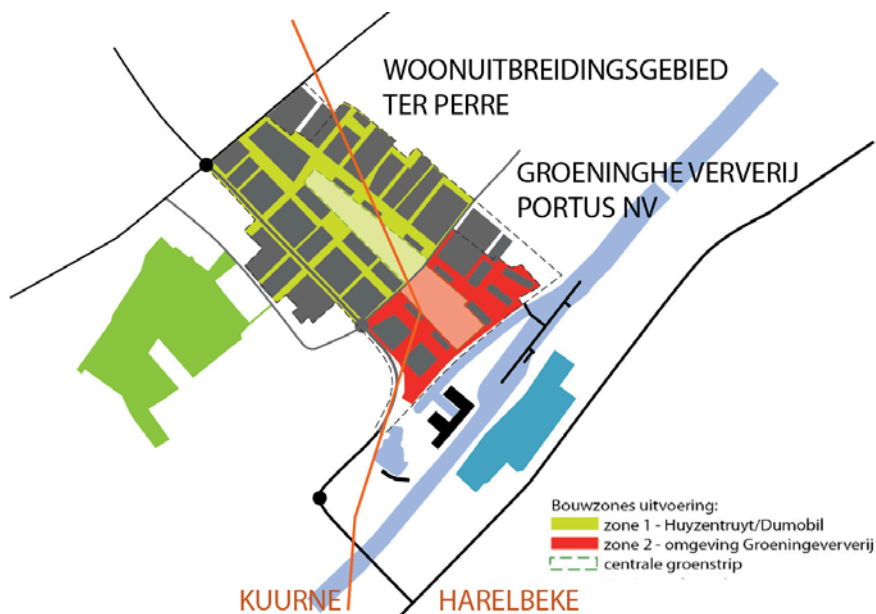 WOONUITBREIDINGSGEBIED
TER PERRE
GROENINGHE VERVERIJ
PORTUS NV
Bouwzones uitvoering:
zone 1 - Huyzentruyt/Dumobil
zone 2 - omgeving Groeningeververij
centrale groenstrip
KUURNE
HARELBEKE